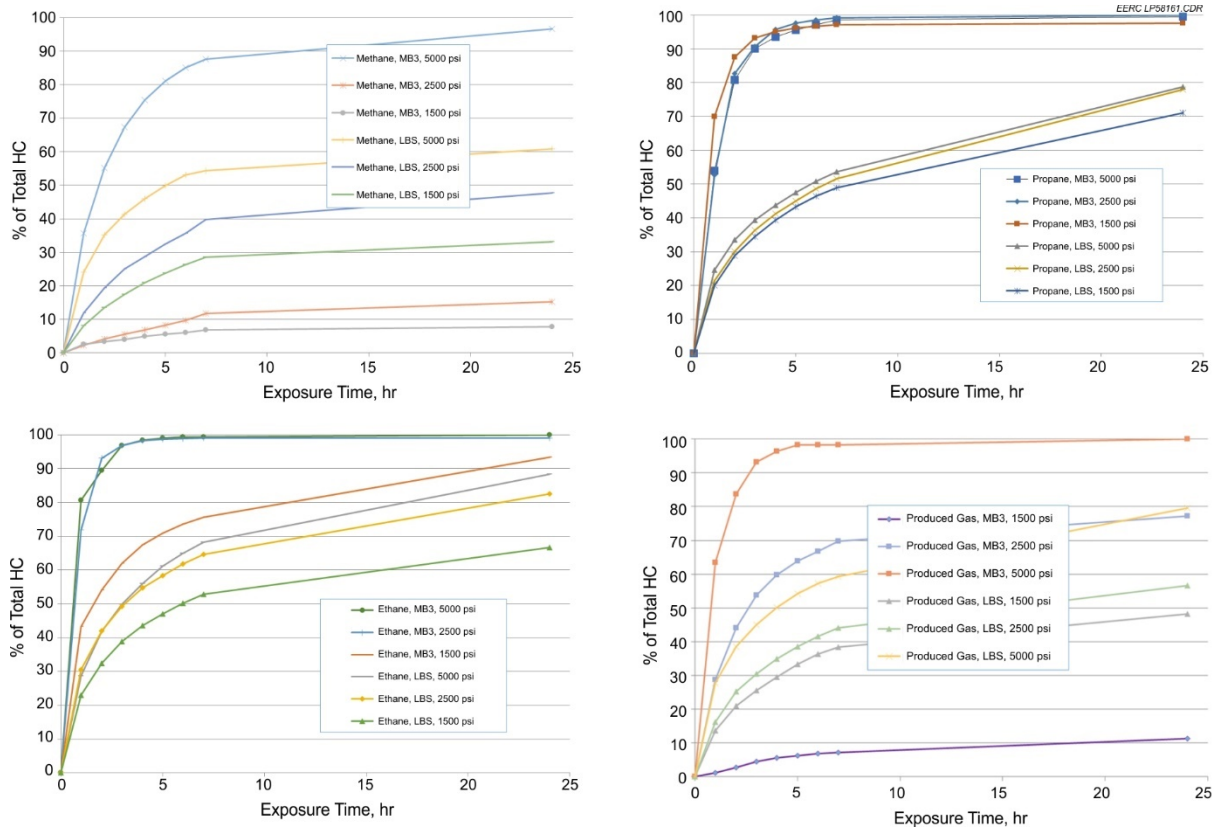 EERC LP58161.CDR
% of Total HC
100
90
80
70
60
50
40
30
20
10
0
Methane, MB3, 5000 psi
Methane, MB3, 2500 psi
Methane, MB3, 1500 psi
Methane, LBS, 5000 psi
Methane, LBS, 2500 psi
Methane, LBS, 1500 psi
0 5 10 15 20 25
Exposure Time, hr
% of Total HC
100
90
80
70
60
50
40
30
20
10
0
Propane, MB3, 5000 psi
Propane, MB3, 2500 psi
Propane, MB3, 1500 psi
Propane, LBS, 5000 psi
Propane, LBS, 2500 psi
Propane, LBS, 1500 psi
0 5 10 15 20 25
Exposure Time, hr
% of Total HC
100
90
80
70
60
50
40
30
20
10
0
Ethane, MB3, 5000 psi
Ethane, MB3, 2500 psi
Ethane, MB3, 1500 psi
Ethane, LBS, 5000 psi
Ethane, LBS, 2500 psi
Ethane, LBS, 1500 psi
0 5 10 15 20 25
Exposure Time, hr
% of Total HC
100
90
80
70
60
50
40
30
20
10
0
Produced Gas, MB3, 1500 psi
Produced Gas, MB3, 2500 psi
Produced Gas, MB3, 5000 psi
Produced Gas, LBS, 1500 psi
Produced Gas, LBS, 2500 psi
Produced Gas, LBS, 5000 psi
0 5 10 15 20 25
Exposure Time, hr